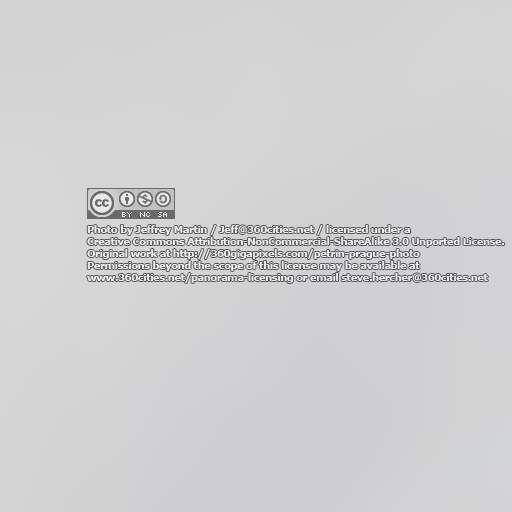 cc BY NC SA
Photo by Jeffrey Martin / Jeff@360cities.net / licensed under a
Creative Commons Attribution-NonCommercial-ShareAlike 3.0 Unported License.
Original work at http://360gigapixels.com/petrin-prague-photo
Permissions beyond the scope of this license may be available at
www.360cities.net/panorama-licensing or email steve.hercher@360cities.net